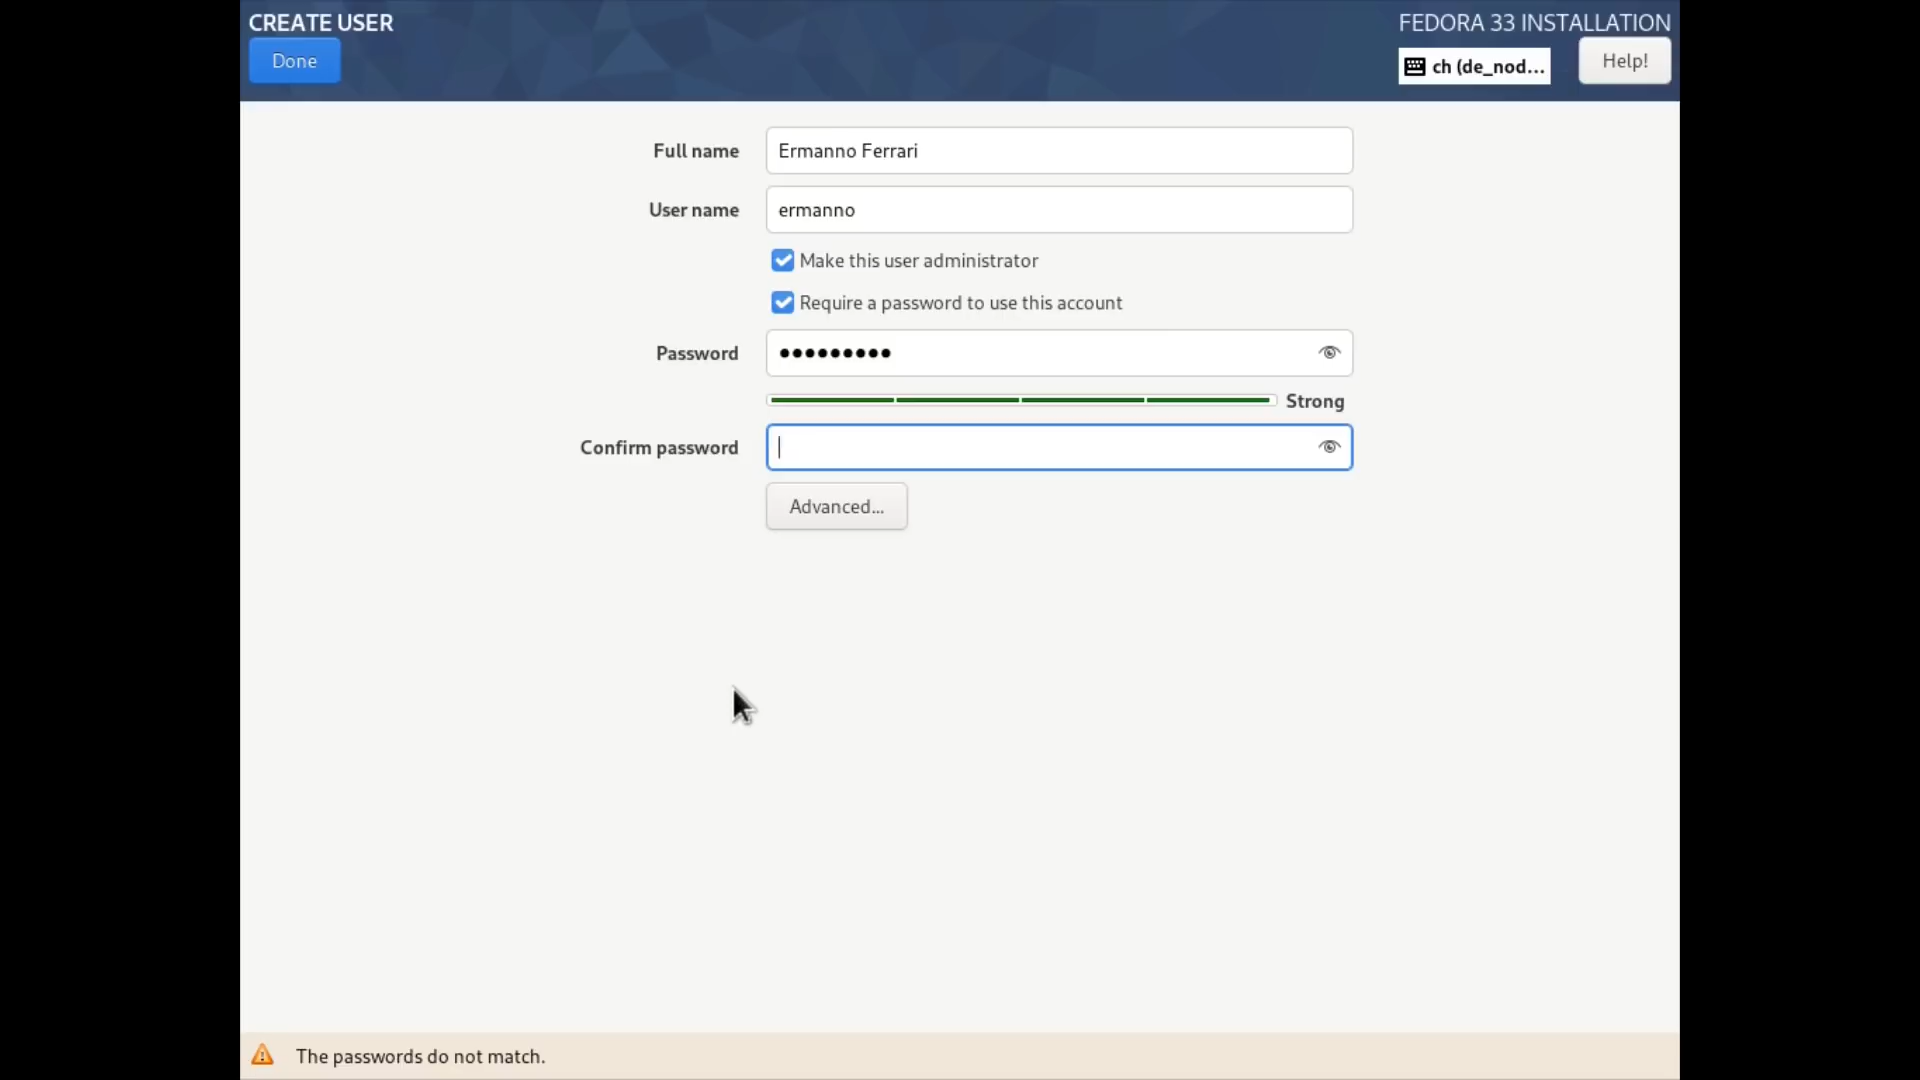 CREATE USER
FEDORA 33 INSTALLATION
Done
ch (de_nod...
Help!
Full name
Ermanno Ferrari
User name
ermanno
Make this user administrator
Require a password to use this account
Password
●●●●●●●●●
Strong
Confirm password
Advanced...
The passwords do not match.